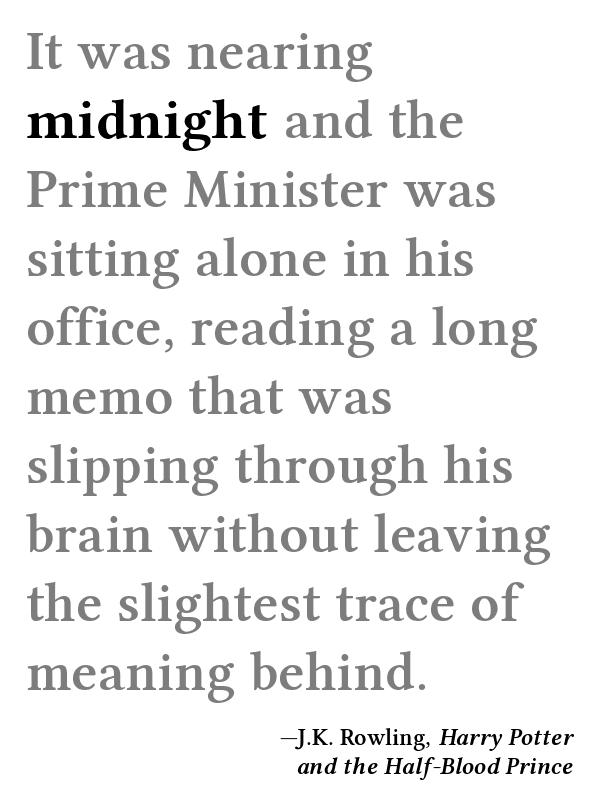 It was nearing
midnight and the
Prime Minister was
sitting alone in his
office, reading a long
memo that was
slipping through his
brain without leaving
the slightest trace of
meaning behind.
—J.K. Rowling, Harry Potter
and the Half-Blood Prince